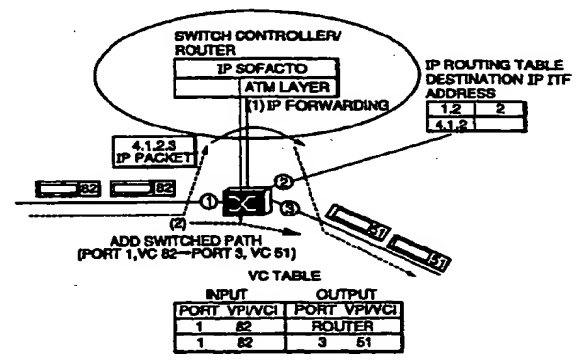 SWITCH CONTROLLER/
ROUTER
IP SOFACTO
ATM LAYER
(1) IP FORWARDING
IP ROUTING TABLE
DESTINATION IP ITF
ADDRESS
1.2 2
4.1.2
4.1.2.3
IP PACKET
82 82
1
2
3
(2)
51
51
ADD SWITCHED PATH
(PORT 1,VC 82—PORT 3, VC 51)
VC TABLE
INPUT OUTPUT
PORT VPI/VCI PORT VPI/VCI
1 82 ROUTER
1 82 3 51